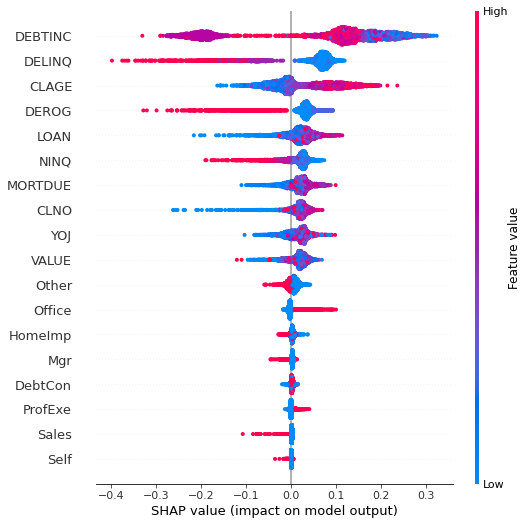 High
DEBTINC
DELINQ
CLAGE
DEROG
LOAN
NINQ
MORTDUE
CLNO
YOJ
VALUE
Other
Office
HomeImp
Mgr
DebtCon
ProfExe
Sales
Self
Feature value
Low
−0.4 −0.3 −0.2 −0.1 0.0 0.1 0.2 0.3
SHAP value (impact on model output)